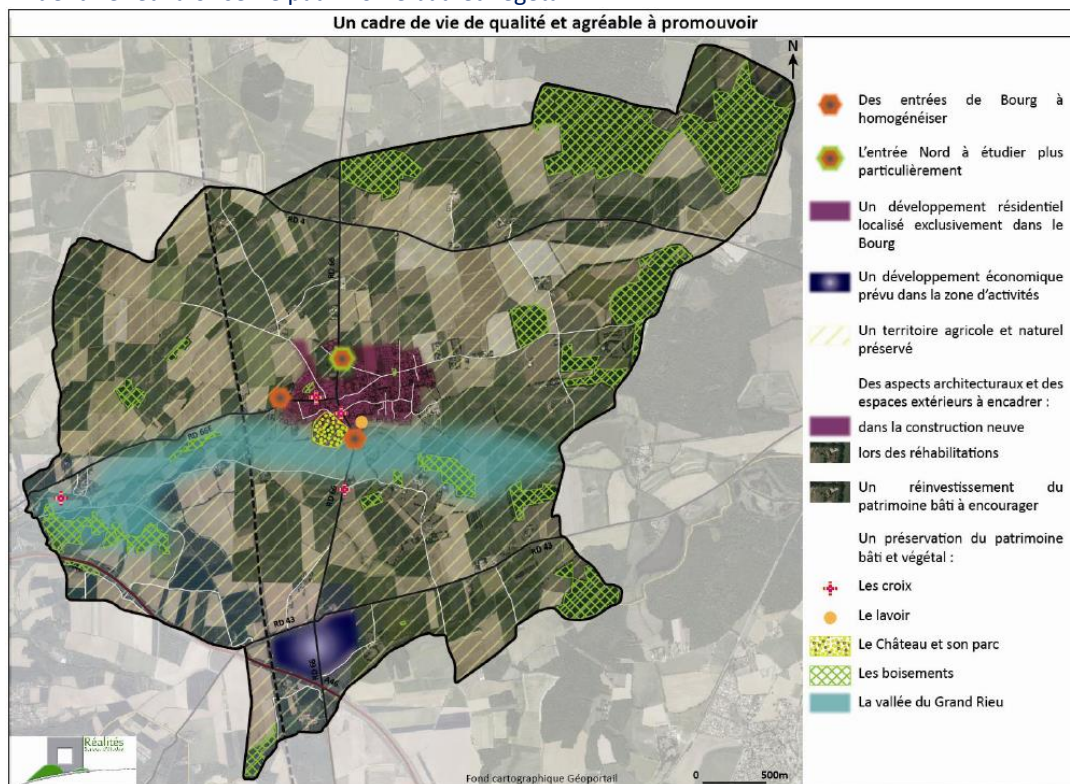 Un cadre de vie de qualité et agréable à promouvoir
N
Des entrées de Bourg à
homogénéiser
L'entrée Nord à étudier plus
particulièrement
Un développement résidentiel
localisé exclusivement dans le
Bourg
Un développement économique
prévu dans la zone d'activités
Un territoire agricole et naturel
préservé
Des aspects architecturaux et des
espaces extérieurs à encadrer :
dans la construction neuve
lors des réhabilitations
Un réinvestissement du
patrimoine bâti à encourager
Un préservation du patrimoine
bâti et végétal :
Les croix
Le lavoir
Le Château et son parc
Les boisements
La vallée du Grand Rieu
RD 4
RD 66
RD 43
RD 43
RD 66
Réalités
Fond cartographique Géoportail
0 500m